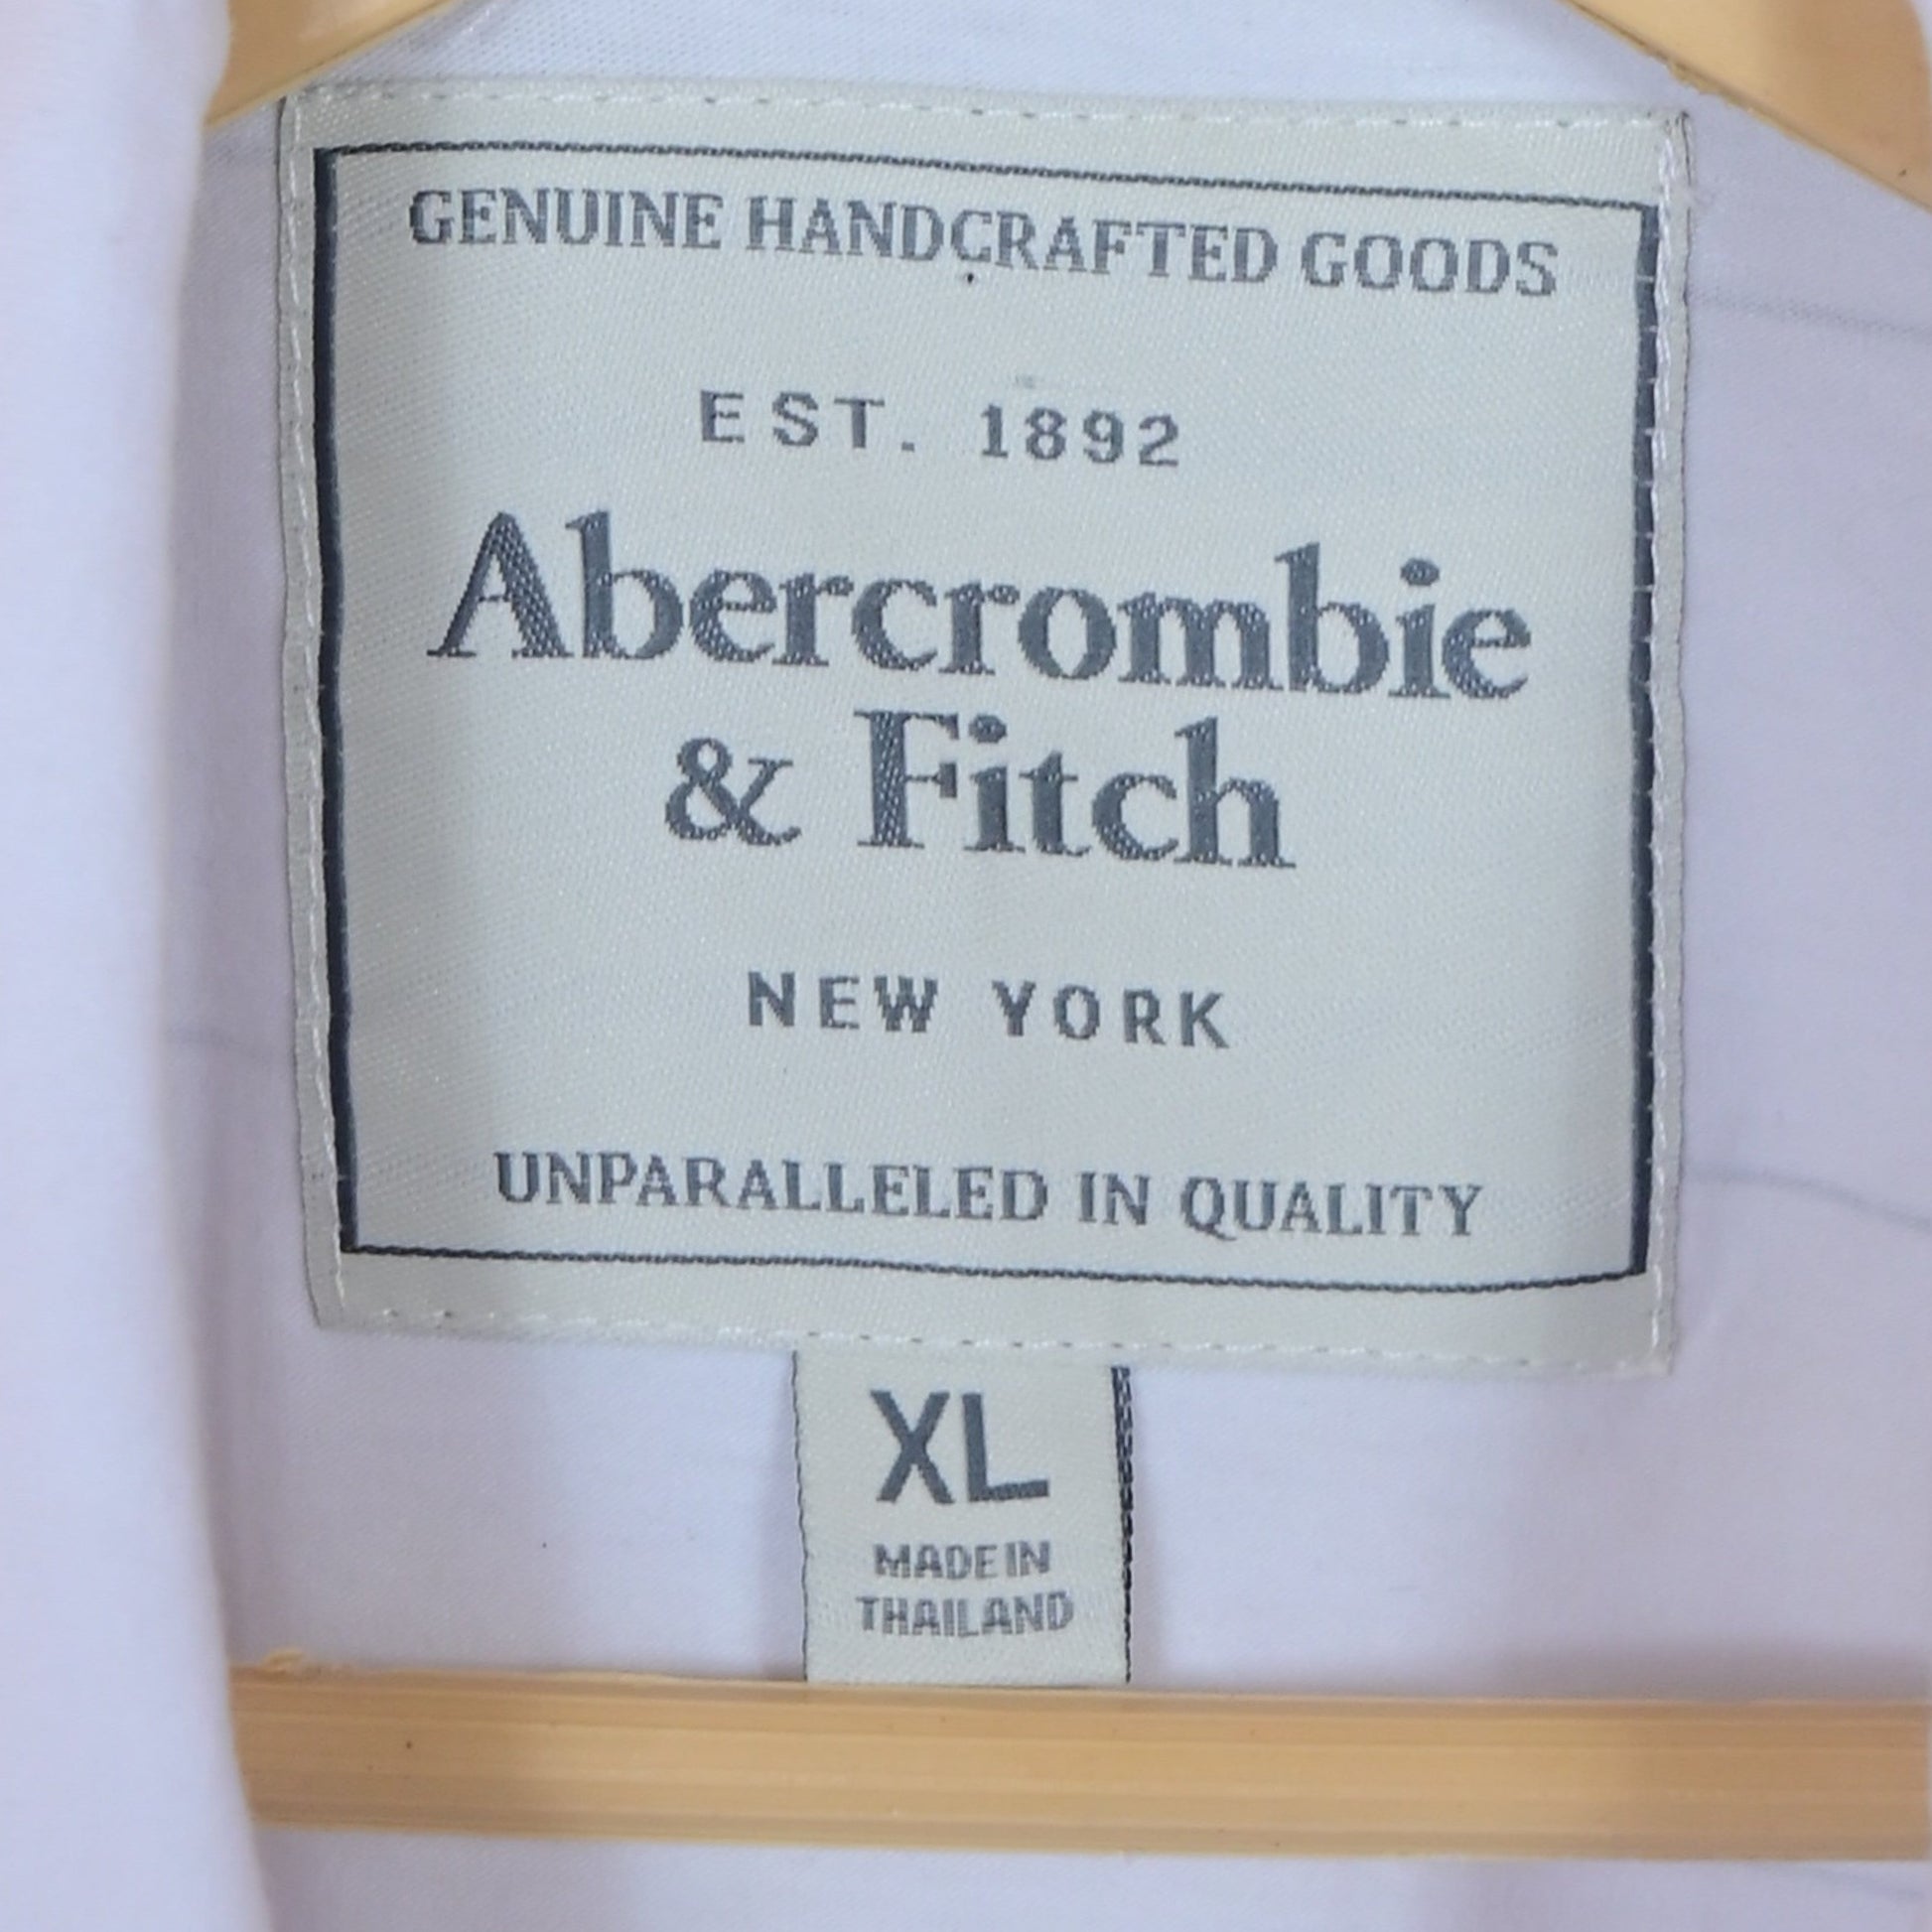 GENUINE HANDCRAFTED GOODS
EST. 1892
Abercrombie
& Fitch
NEW YORK
UNPARALLELED IN QUALITY
XL
MADE IN
THAILAND